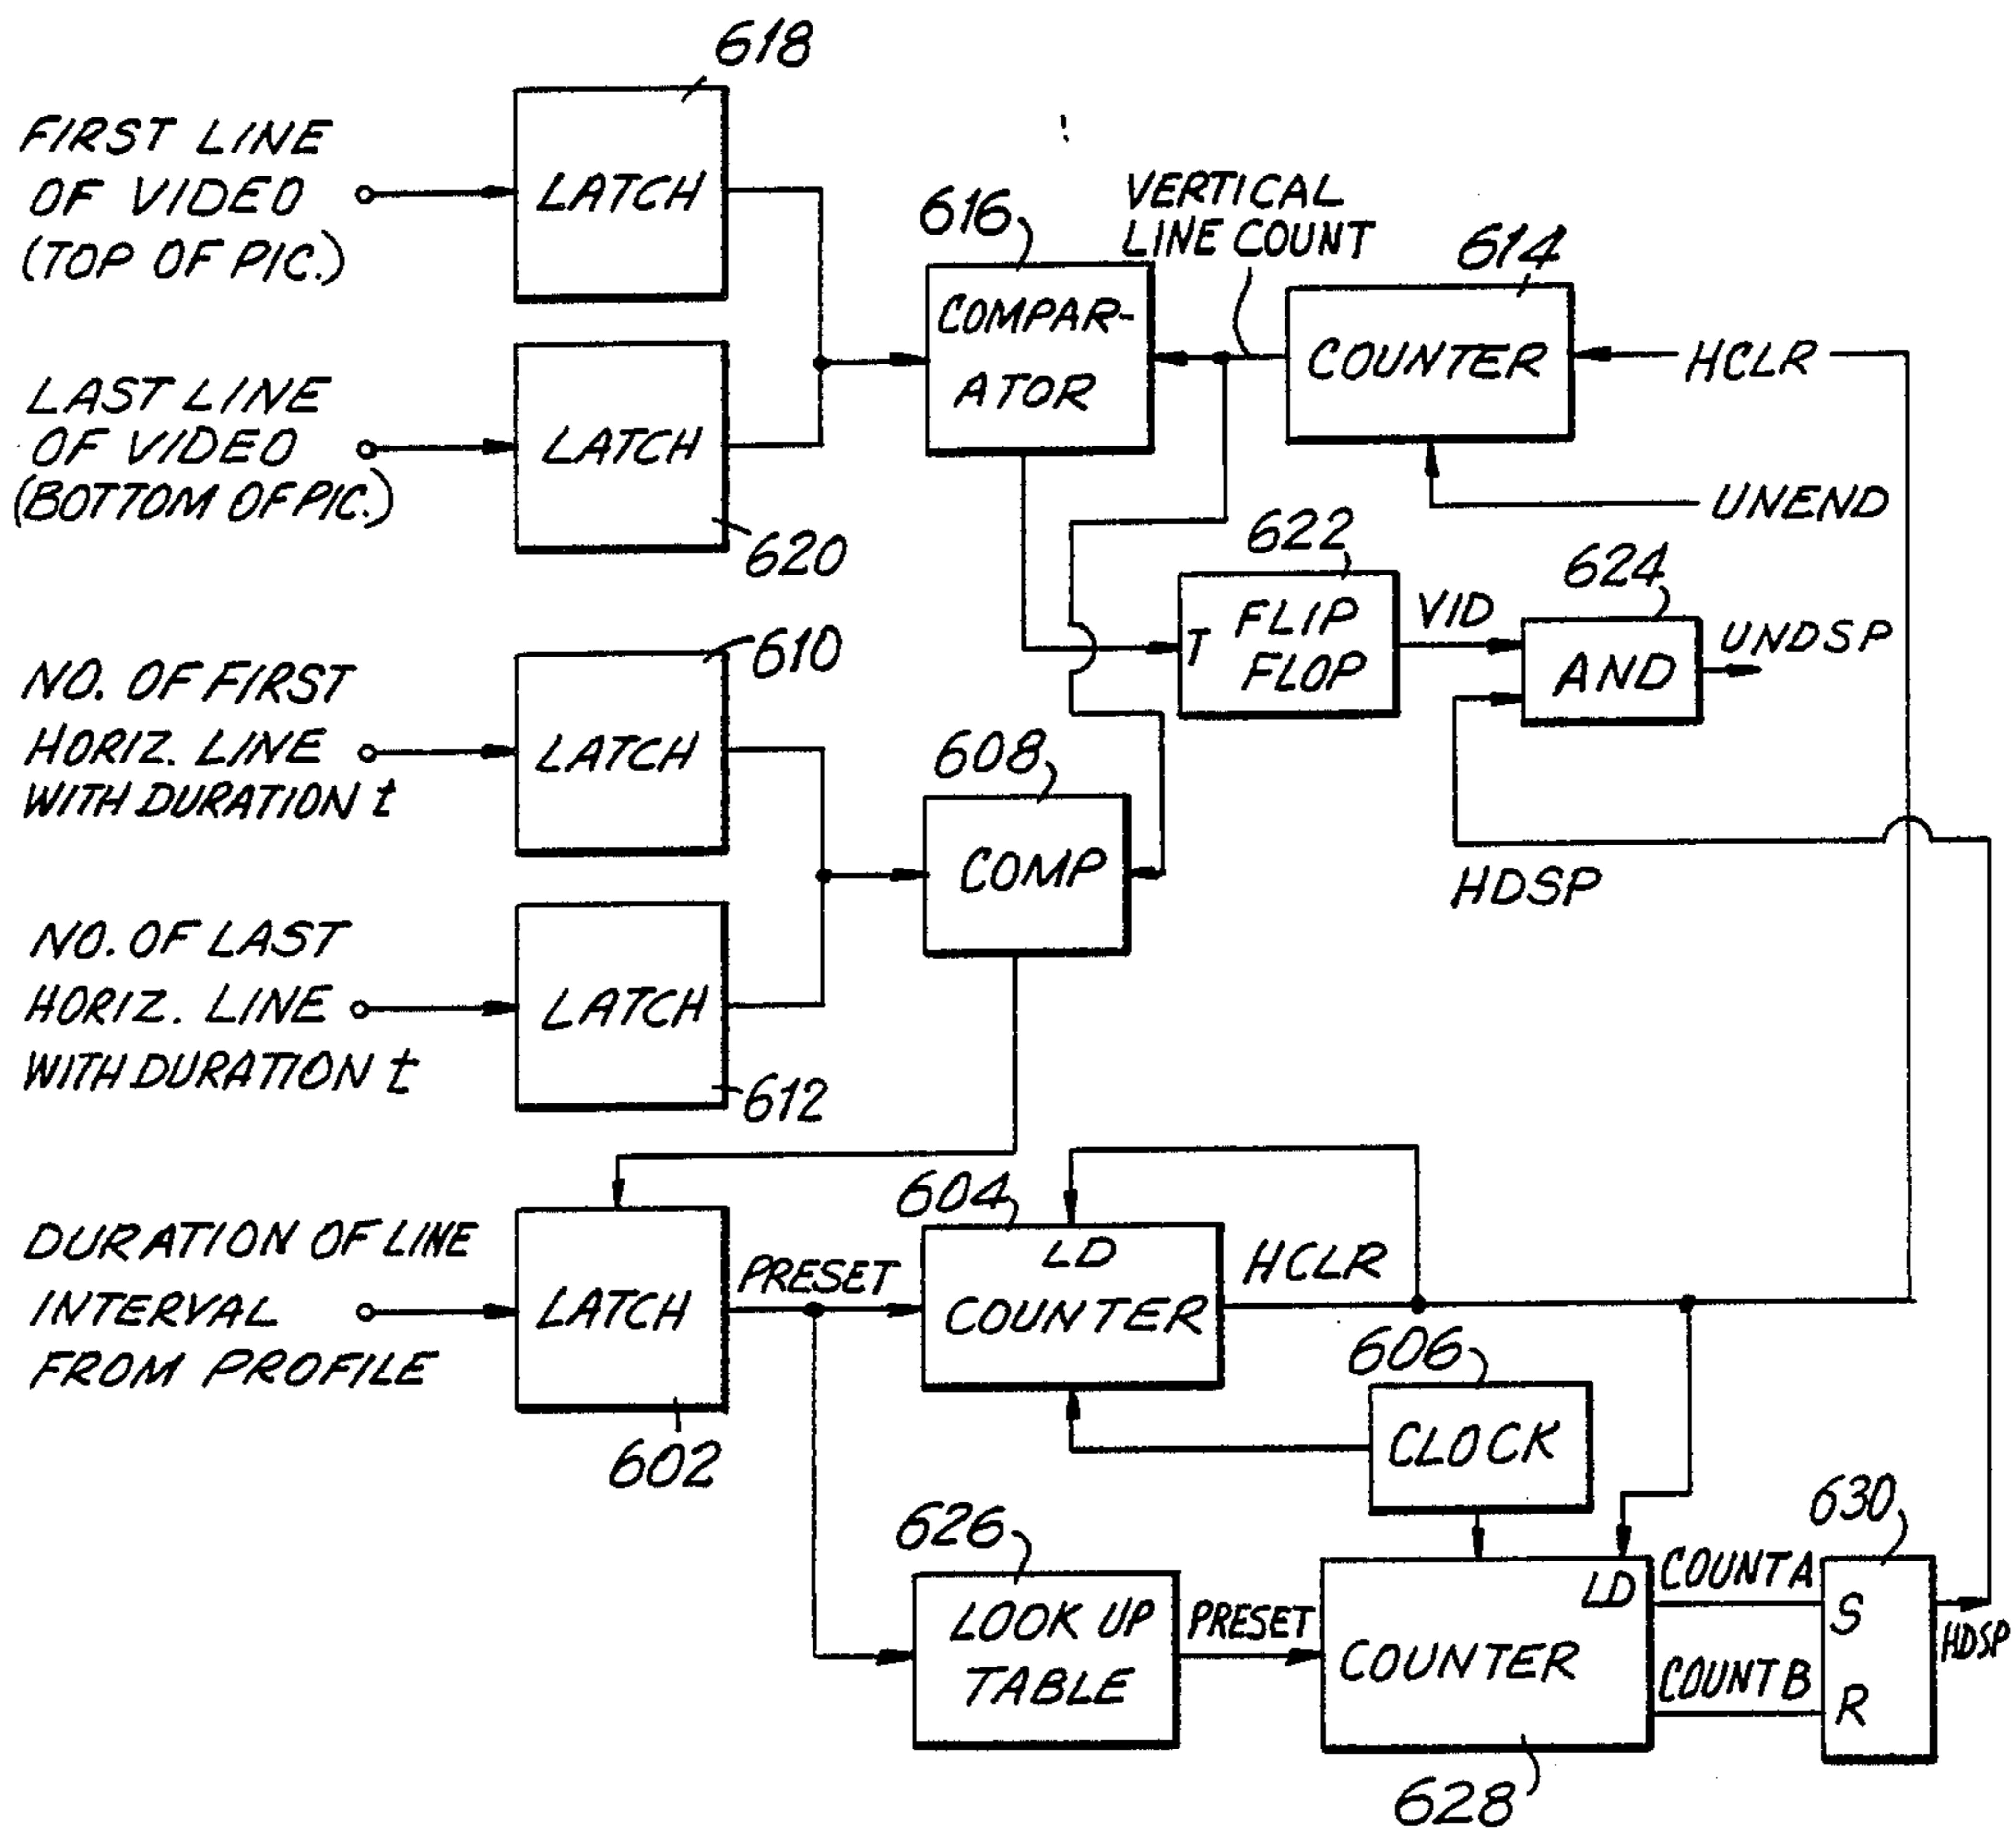 618
FIRST LINE
OF VIDEO
(TOP OF PIC.)
LATCH
616
VERTICAL
LINE COUNT
614
COMPAR-
ATOR
COUNTER
HCLR
LAST LINE
OF VIDEO
(BOTTOM OF PIC.)
LATCH
620
UNEND
622
624
T
FLIP
FLOP
VID
AND
UNDSP
610
NO. OF FIRST
HORIZ. LINE
WITH DURATION t
LATCH
608
COMP
HDSP
NO. OF LAST
HORIZ. LINE
WITH DURATION t
LATCH
612
604
DURATION OF LINE
INTERVAL
FROM PROFILE
LATCH
602
PRESET
LD
COUNTER
HCLR
606
CLOCK
626
LOOK UP
TABLE
PRESET
LD
COUNTER
628
COUNT A
COUNT B
630
S
R
HDSP